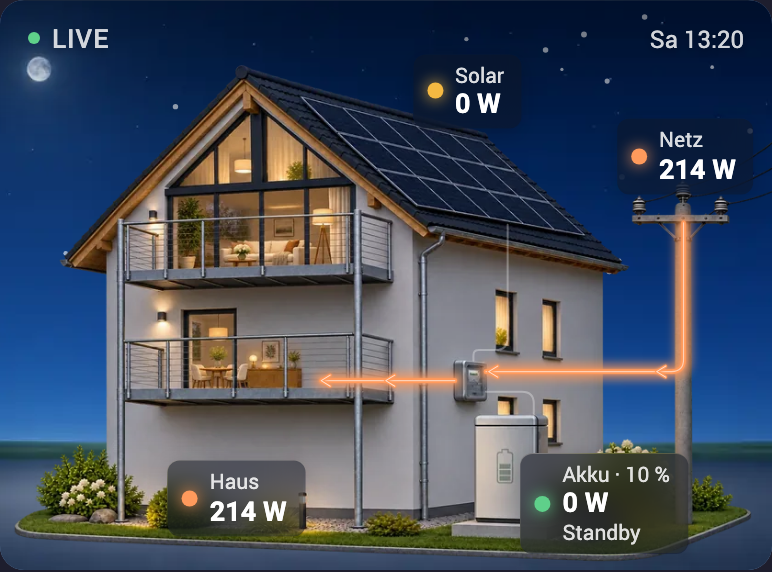 LIVE
Sa 13:20
Solar
0 W
Netz
214 W
Haus
214 W
Akku · 10 %
0 W
Standby